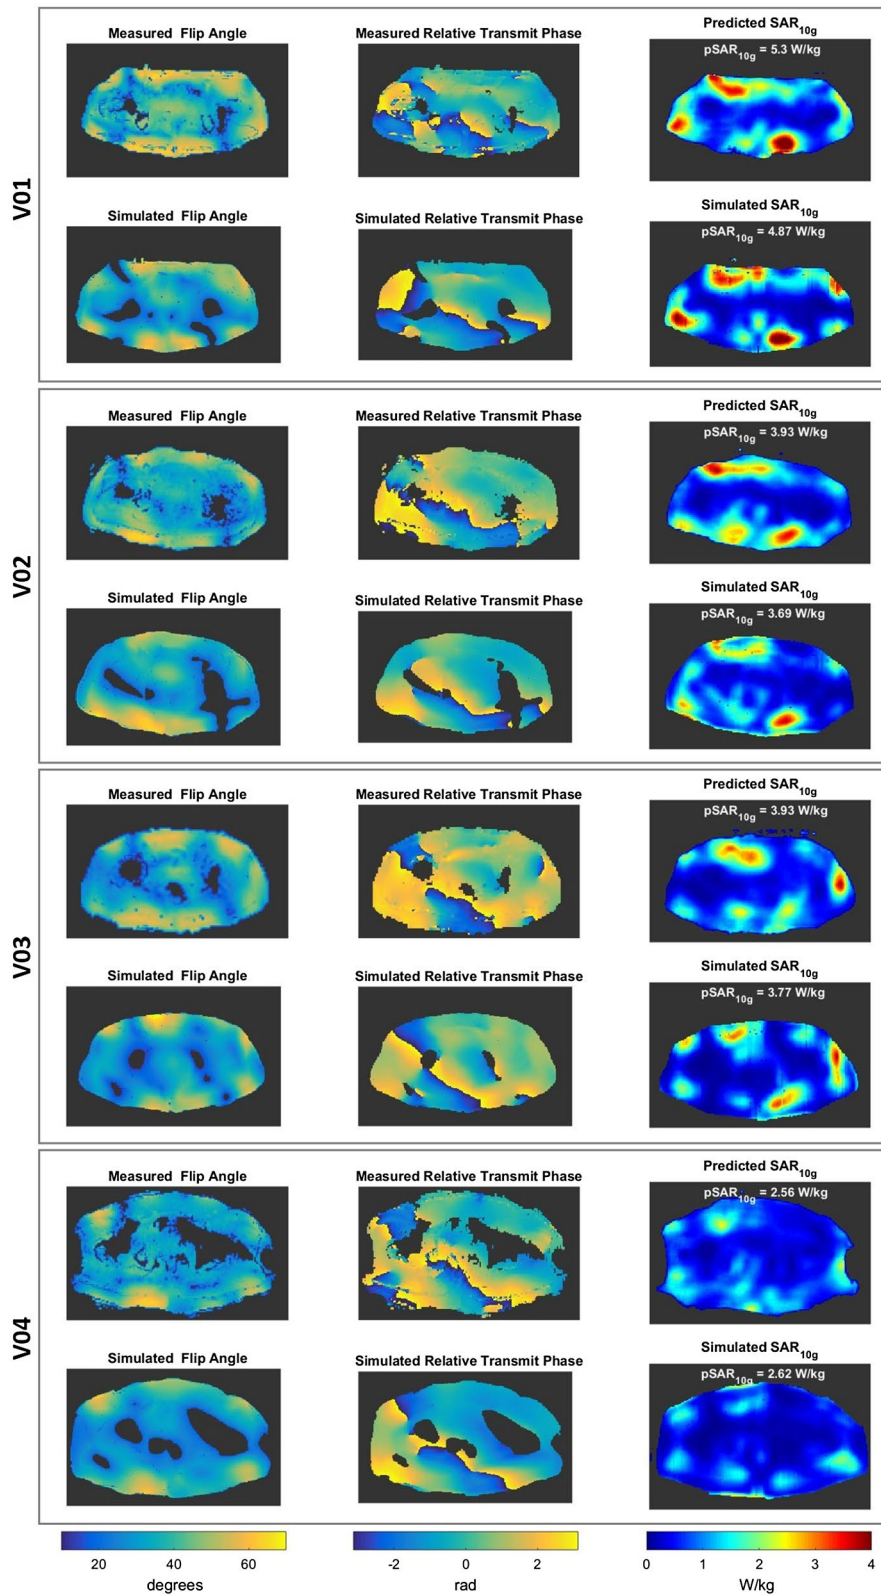 Measured  Flip Angle
Measured Relative Transmit Phase
Predicted SAR10g
pSAR10g = 5.3 W/kg
V01
Simulated  Flip Angle
Simulated Relative Transmit Phase
Simulated SAR10g
pSAR10g = 4.87 W/kg
Measured  Flip Angle
Measured Relative Transmit Phase
Predicted SAR10g
pSAR10g = 3.93 W/kg
V02
Simulated  Flip Angle
Simulated Relative Transmit Phase
Simulated SAR10g
pSAR10g = 3.69 W/kg
Measured  Flip Angle
Measured Relative Transmit Phase
Predicted SAR10g
pSAR10g = 3.93 W/kg
V03
Simulated  Flip Angle
Simulated Relative Transmit Phase
Simulated SAR10g
pSAR10g = 3.77 W/kg
Measured  Flip Angle
Measured Relative Transmit Phase
Predicted SAR10g
pSAR10g = 2.56 W/kg
V04
Simulated  Flip Angle
Simulated Relative Transmit Phase
Simulated SAR10g
pSAR10g = 2.62 W/kg
20 40 60
degrees
-2 0 2
rad
0 1 2 3 4
W/kg